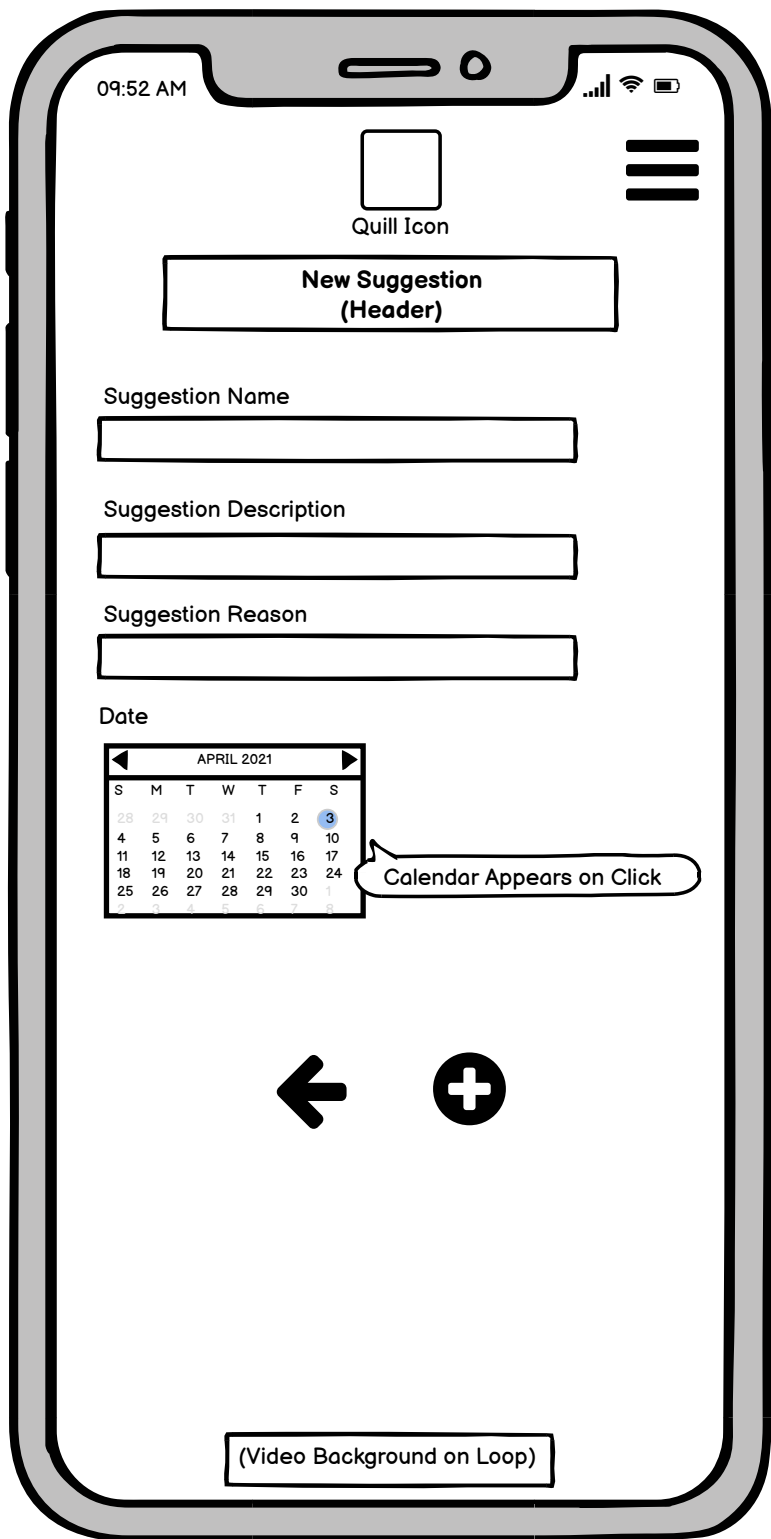 09:52 AM
Quill Icon
New Suggestion
(Header)
Suggestion Name
Suggestion Description
Suggestion Reason
Date
APRIL 2021
S M T W T F S
28 29 30 31 1 2 3
4 5 6 7 8 9 10
11 12 13 14 15 16 17
18 19 20 21 22 23 24
25 26 27 28 29 30 1
2 3 4 5 6 7 8
Calendar Appears on Click
(Video Background on Loop)